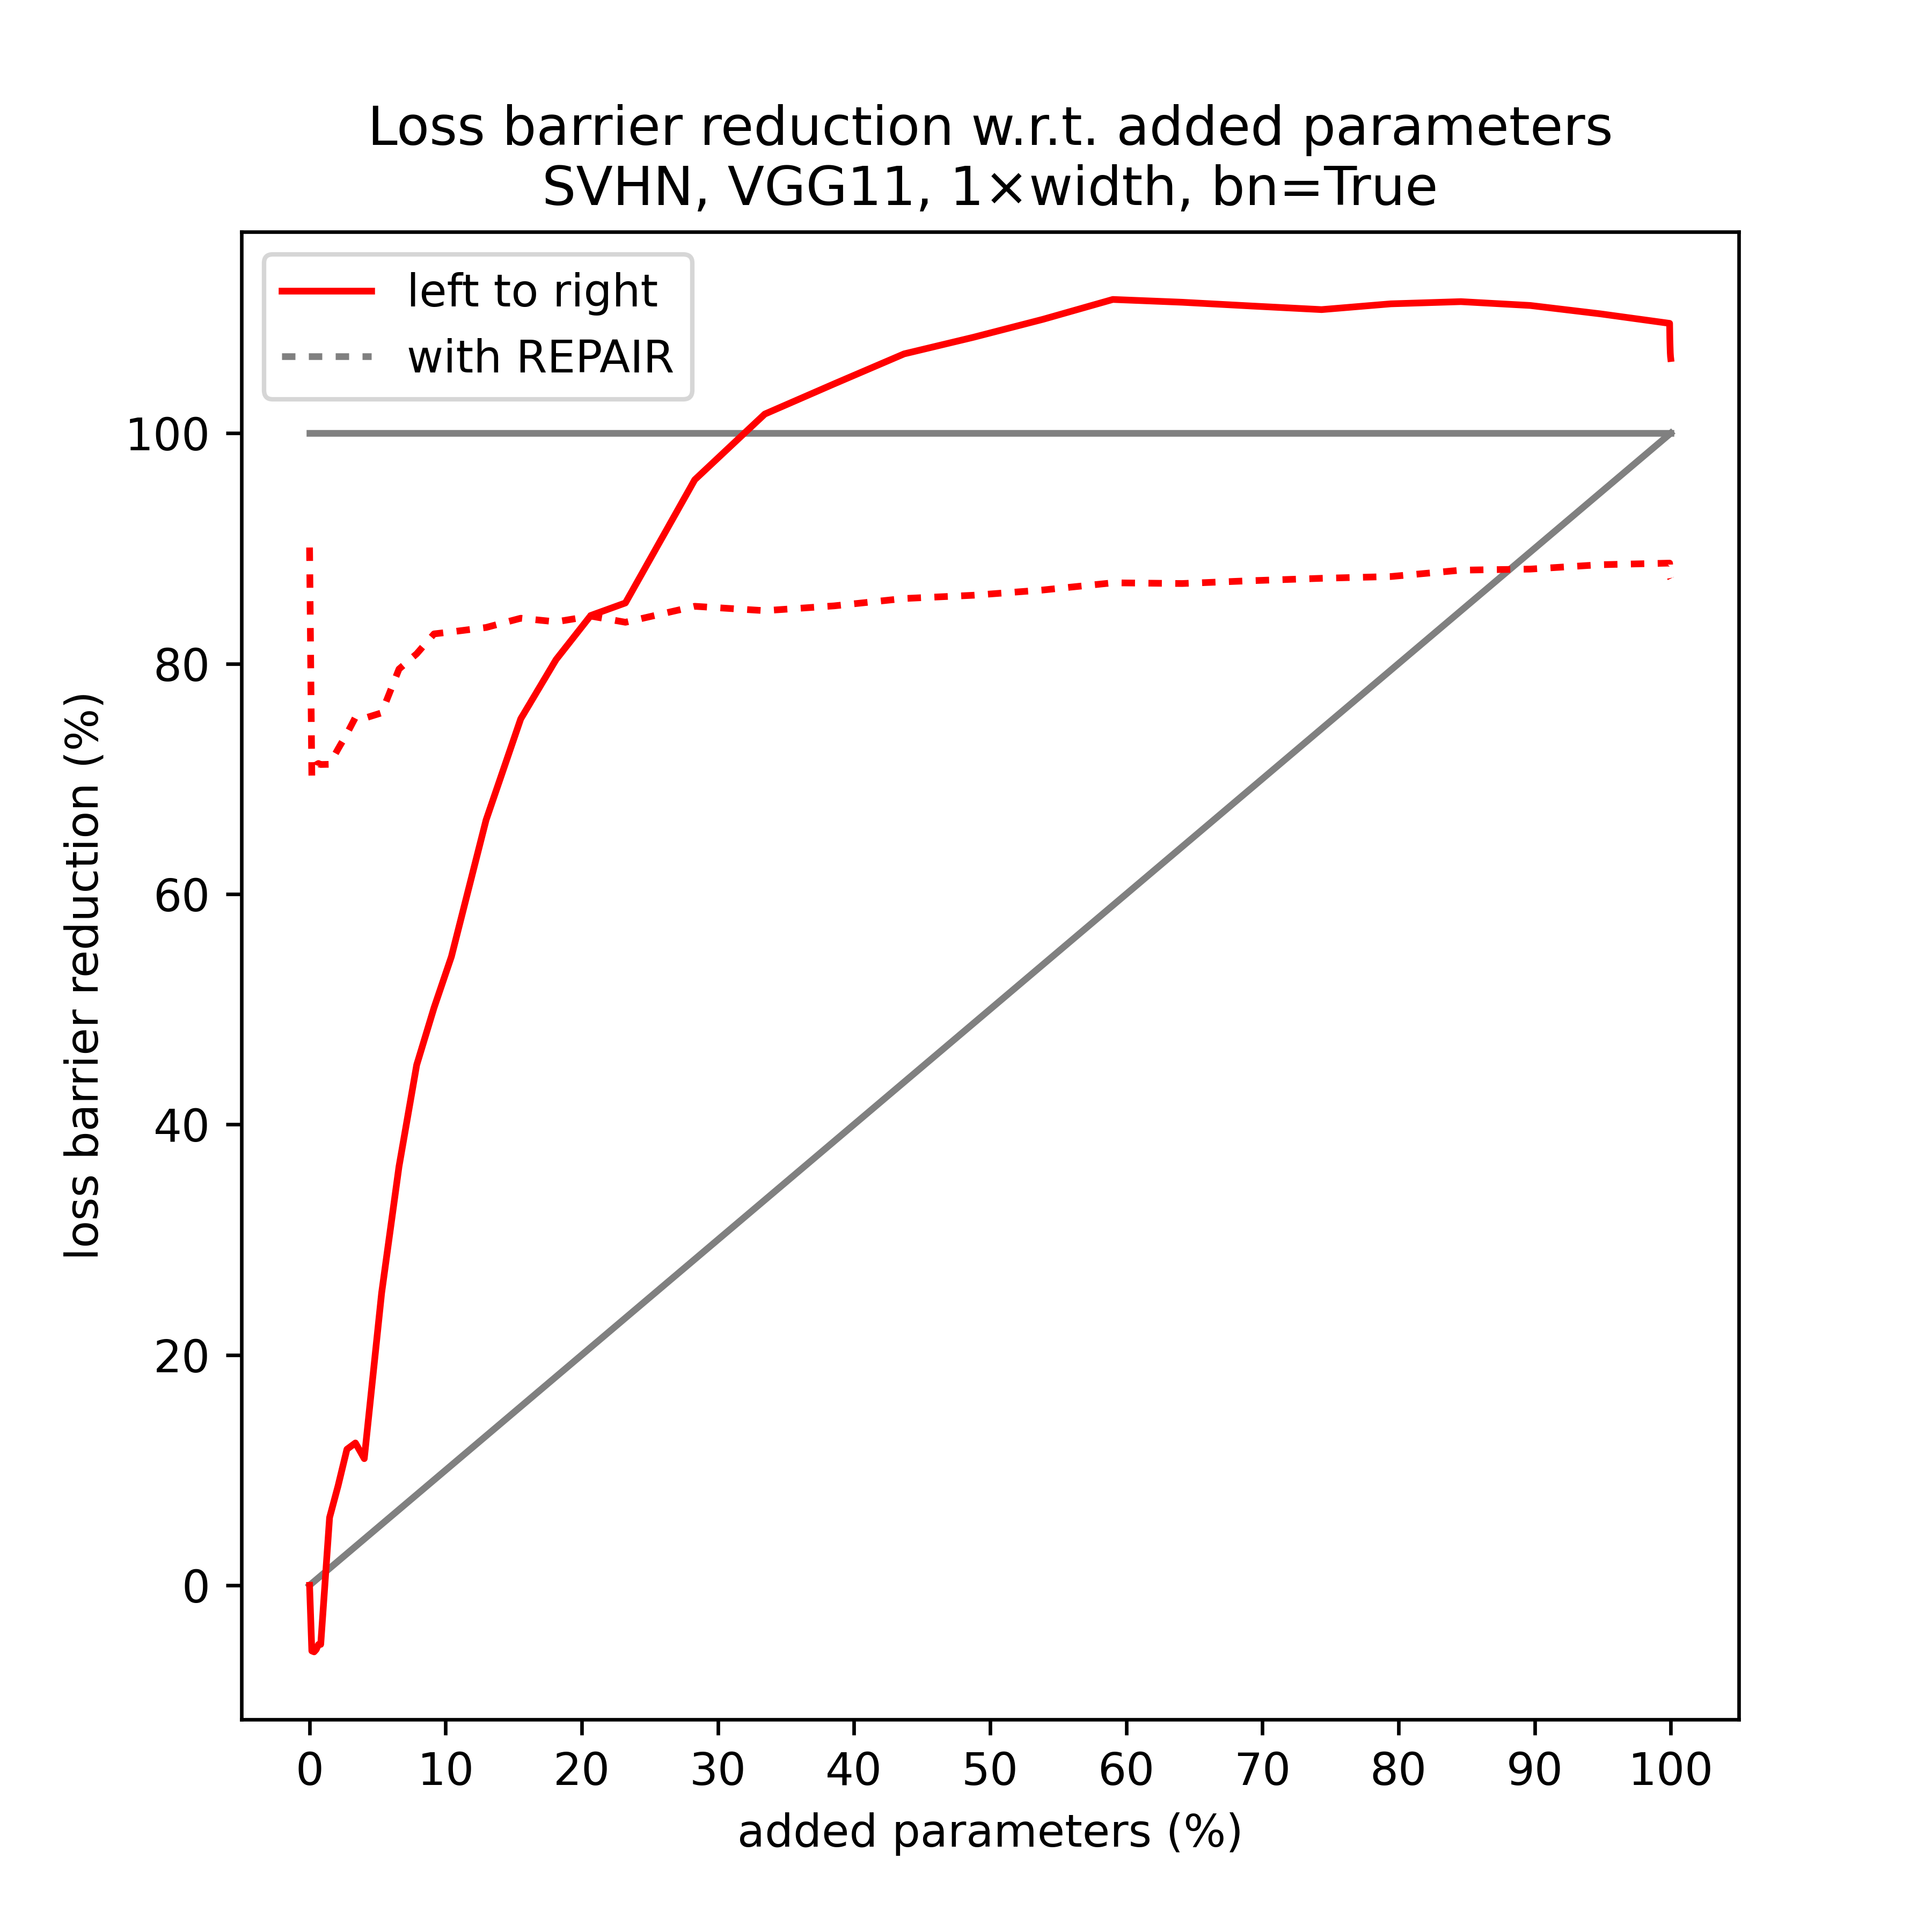 Loss barrier reduction w.r.t. added parameters
SVHN, VGG11, 1×width, bn=True
left to right
with REPAIR
loss barrier reduction (%)
100
80
60
40
20
0
0 10 20 30 40 50 60 70 80 90 100
added parameters (%)